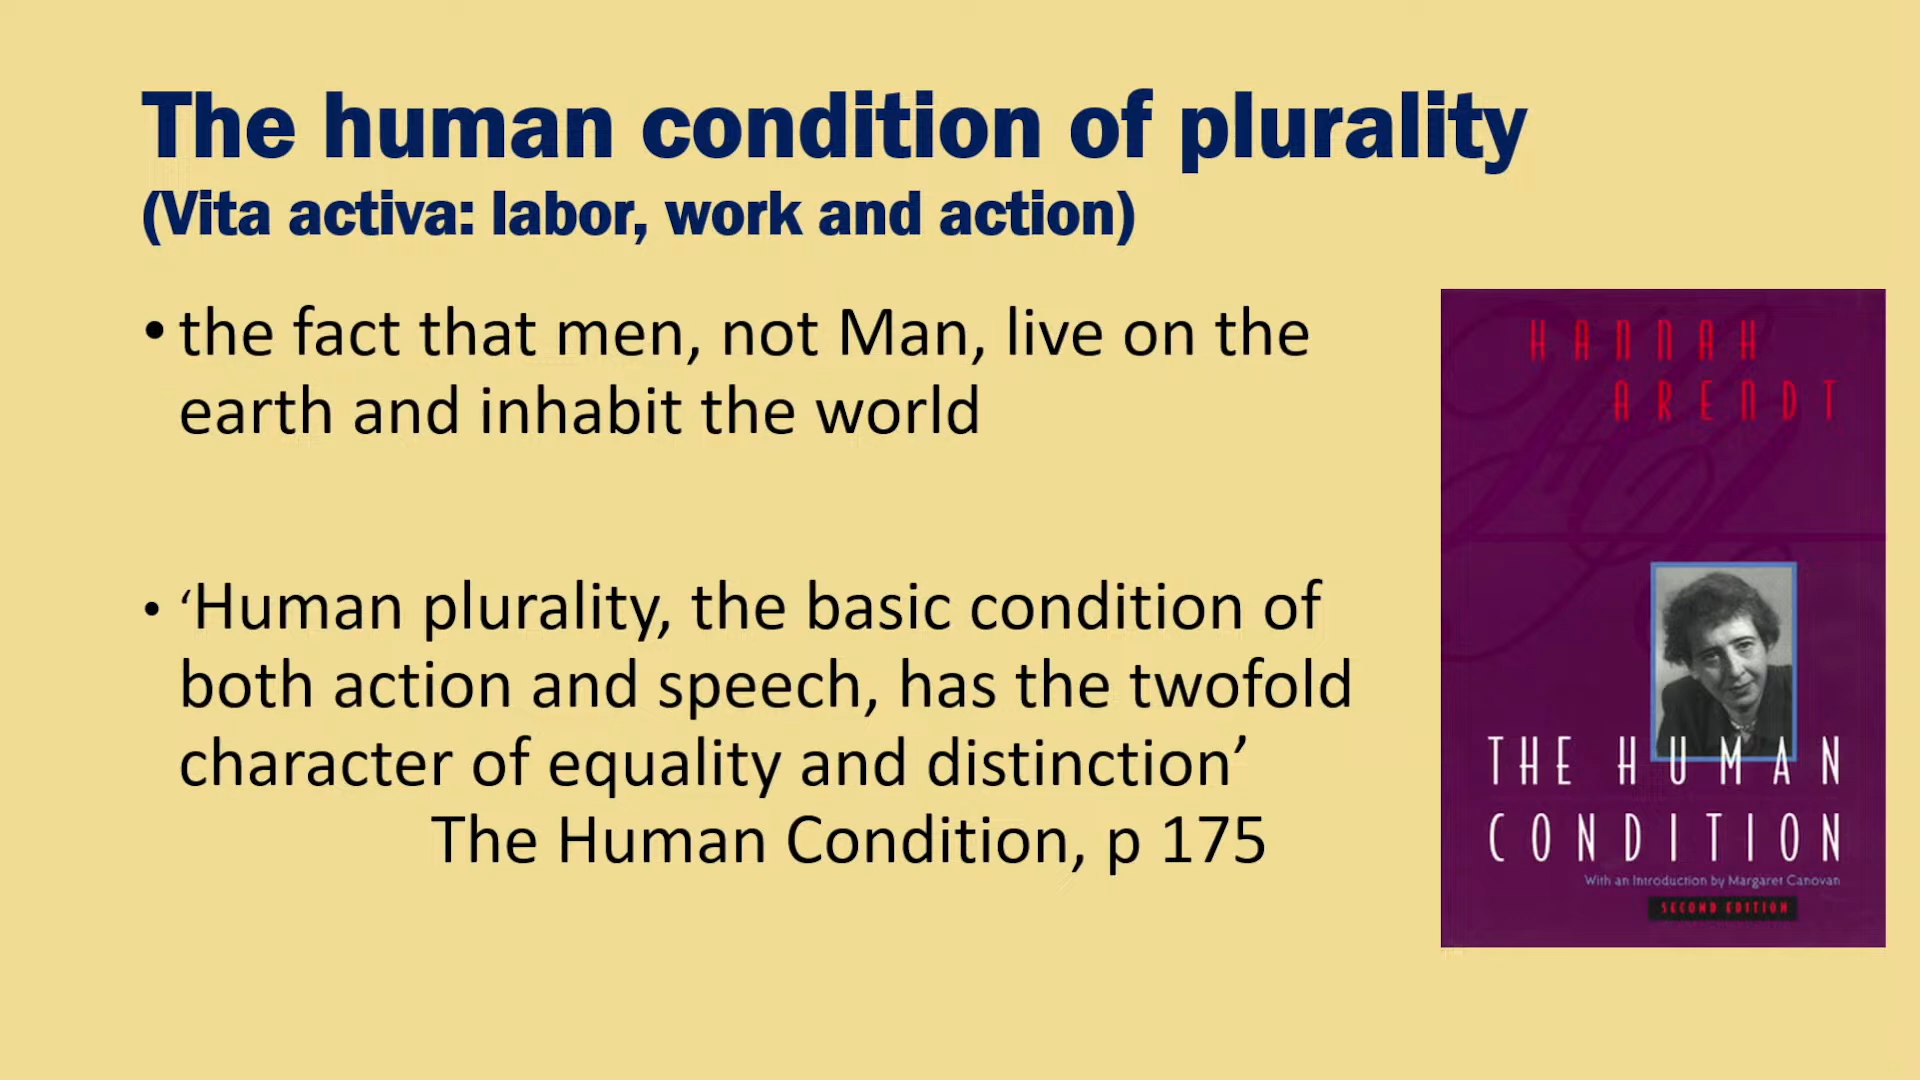 The human condition of plurality
(Vita activa: labor, work and action)
• the fact that men, not Man, live on the
earth and inhabit the world
• ‘Human plurality, the basic condition of
both action and speech, has the twofold
character of equality and distinction’
The Human Condition, p 175
HANNAH
ARENDT
THE HUMAN
CONDITION
With an Introduction by Margaret Canovan
SECOND EDITION